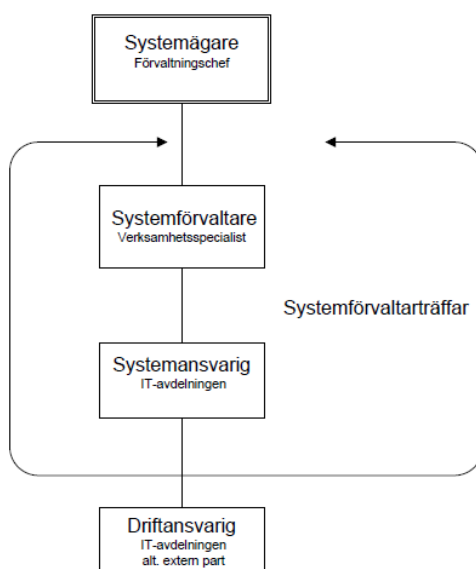 Systemägare
Förvaltningschef
Systemförvaltare
Verksamhetsspecialist
Systemförvaltarträffar
Systemansvarig
IT-avdelningen
Driftansvarig
IT-avdelningen
alt. extern part